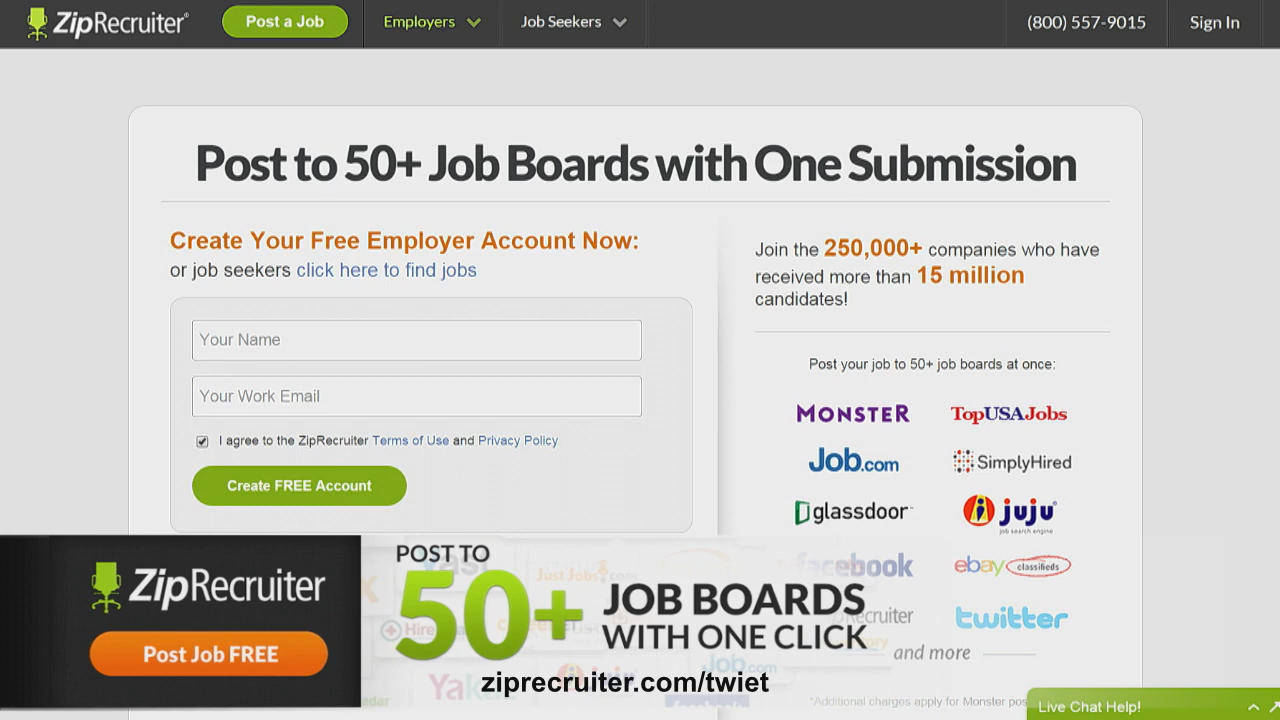 ZipRecruiter® Post a Job Employers Job Seekers (800) 557-9015 Sign In
Post to 50+ Job Boards with One Submission
Create Your Free Employer Account Now:
or job seekers click here to find jobs
Your Name
Your Work Email
I agree to the ZipRecruiter Terms of Use and Privacy Policy
Create FREE Account
Join the 250,000+ companies who have
received more than 15 million
candidates!
Post your job to 50+ job boards at once:
MONSTER TopUSAJobs
Job.com SimplyHired
glassdoor juju
job search engine
facebook ebay classifieds
Recruiter twitter
and more
*Additional charges apply for Monster
Live Chat Help!
ZipRecruiter
Post Job FREE
POST TO
50+ JOB BOARDS
WITH ONE CLICK
JustJobs.com
Job.com
ziprecruiter.com/twiet